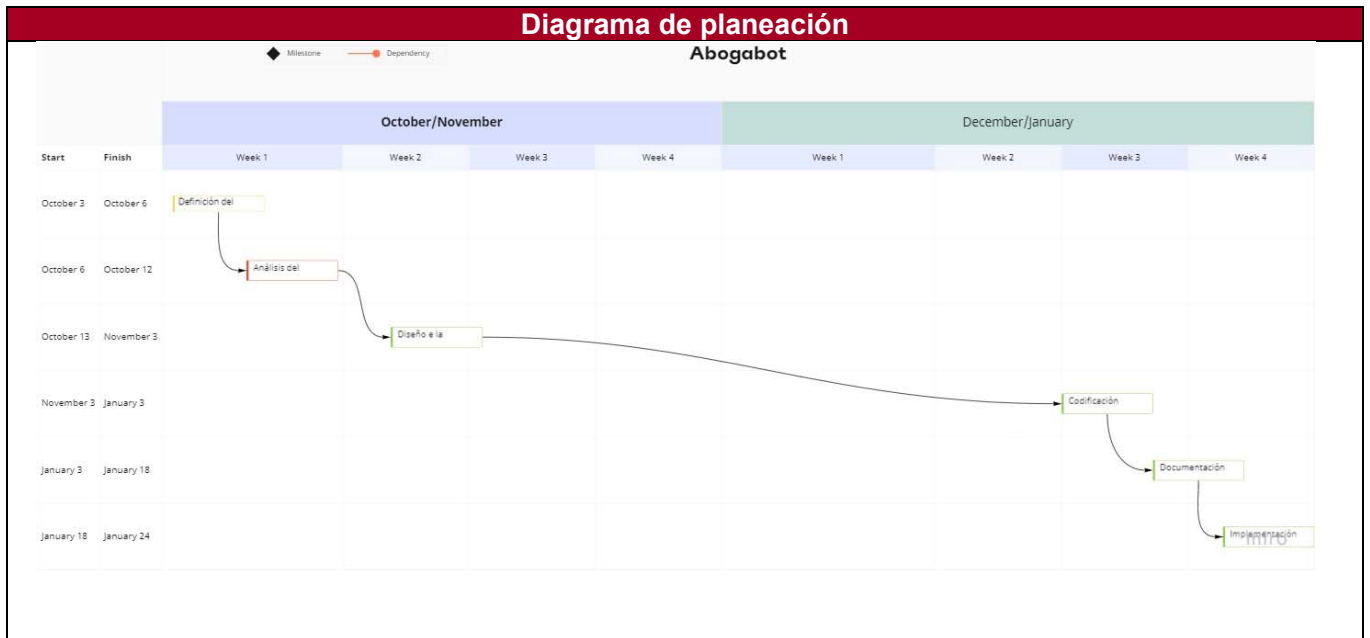 Diagrama de planeación
Milestone Dependency
Abogabot
October/November December/January
Start Finish Week 1 Week 2 Week 3 Week 4 Week 1 Week 2 Week 3 Week 4
October 3 October 6 Definición del
October 6 October 12 Análisis del
October 13 November 3 Diseño e la
November 3 January 3 Codificación
January 3 January 18 Documentación
January 18 January 24 Implementación
miro